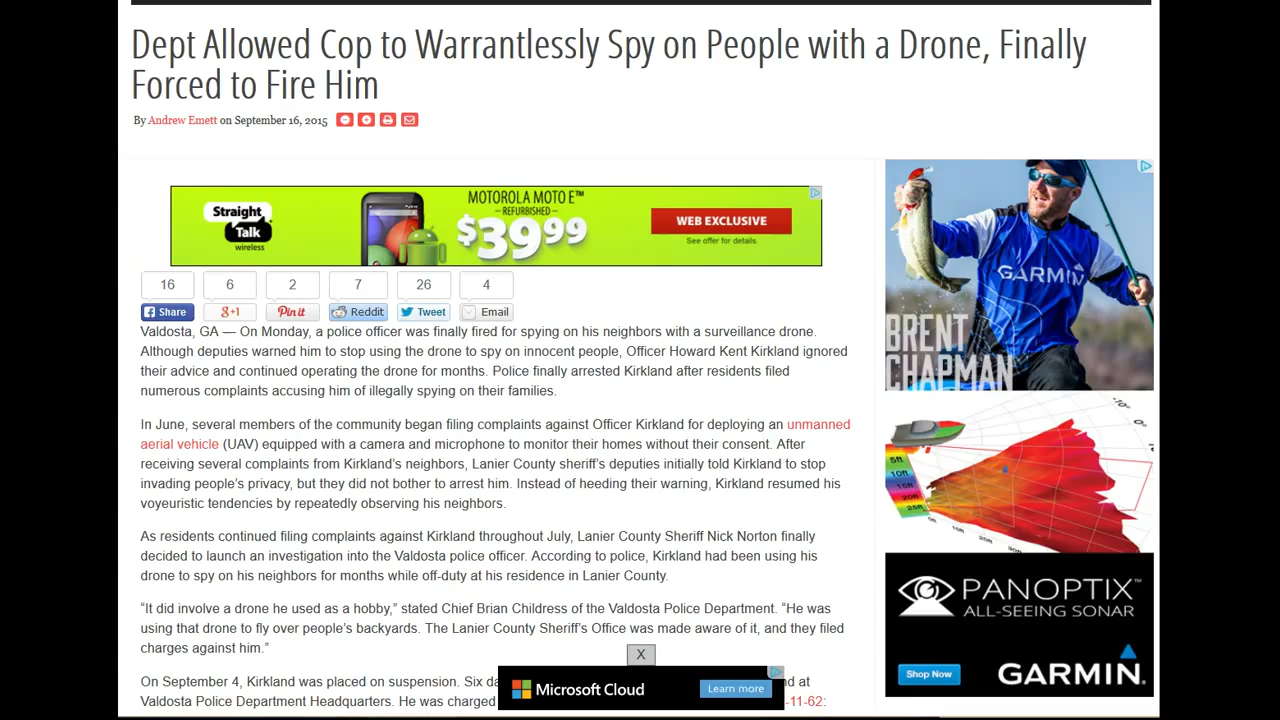 Dept Allowed Cop to Warrantlessly Spy on People with a Drone, Finally
Forced to Fire Him
By Andrew Emett on September 16, 2015
Straight
Talk
wireless
MOTOROLA MOTO E™
– REFURBISHED –
$39⁹⁹
WEB EXCLUSIVE
See offer for details.
16 6 2 7 26 4
Share g+1 Pin it Reddit Tweet Email
Valdosta, GA — On Monday, a police officer was finally fired for spying on his neighbors with a surveillance drone.
Although deputies warned him to stop using the drone to spy on innocent people, Officer Howard Kent Kirkland ignored
their advice and continued operating the drone for months. Police finally arrested Kirkland after residents filed
numerous complaints accusing him of illegally spying on their families.
In June, several members of the community began filing complaints against Officer Kirkland for deploying an unmanned
aerial vehicle (UAV) equipped with a camera and microphone to monitor their homes without their consent. After
receiving several complaints from Kirkland's neighbors, Lanier County sheriff's deputies initially told Kirkland to stop
invading people's privacy, but they did not bother to arrest him. Instead of heeding their warning, Kirkland resumed his
voyeuristic tendencies by repeatedly observing his neighbors.
As residents continued filing complaints against Kirkland throughout July, Lanier County Sheriff Nick Norton finally
decided to launch an investigation into the Valdosta police officer. According to police, Kirkland had been using his
drone to spy on his neighbors for months while off-duty at his residence in Lanier County.
“It did involve a drone he used as a hobby,” stated Chief Brian Childress of the Valdosta Police Department. “He was
using that drone to fly over people's backyards. The Lanier County Sheriff's Office was made aware of it, and they filed
charges against him.”
On September 4, Kirkland was placed on suspension. Six da nd at
Valdosta Police Department Headquarters. He was charged -11-62:
X
Microsoft Cloud
Learn more
GARMIN
BRENT
CHAPMAN
-10°
5ft
10ft
15ft
20ft
25ft
PANOPTIX™
ALL-SEEING SONAR
Shop Now
GARMIN.